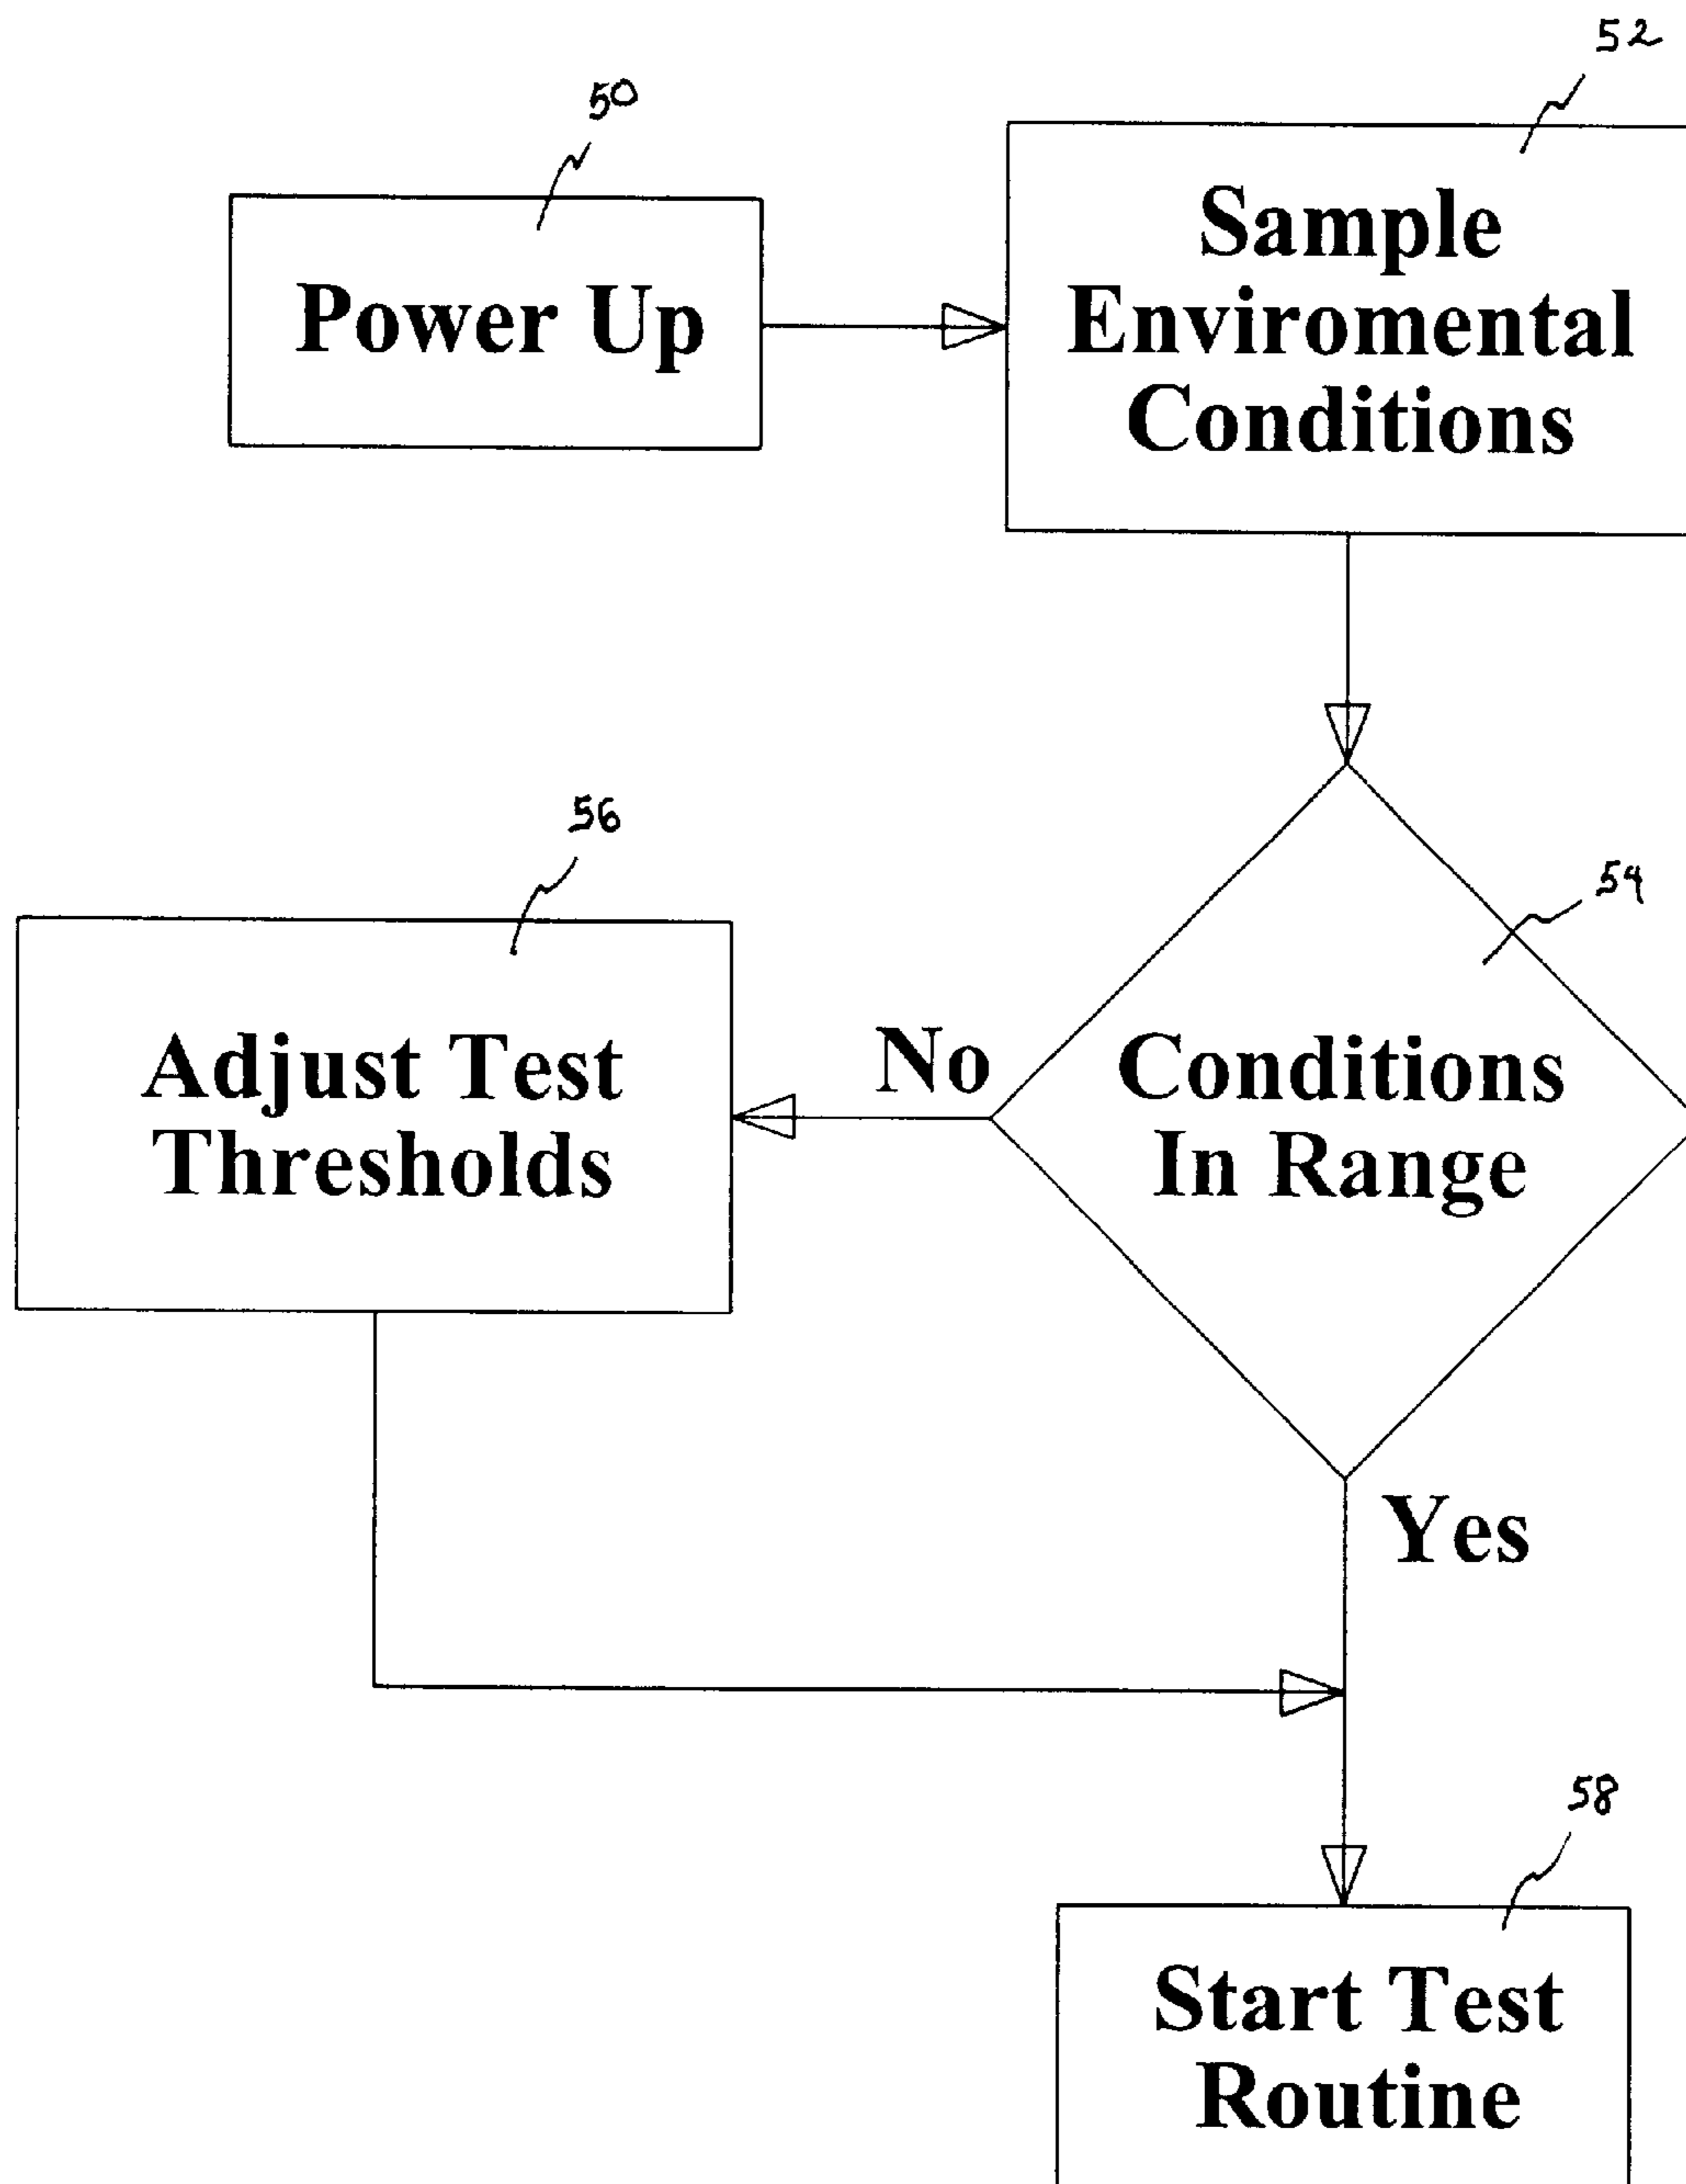 52
50
Power Up
Sample
Enviromental
Conditions
56
54
Adjust Test
Thresholds
No
Conditions
In Range
Yes
58
Start Test
Routine